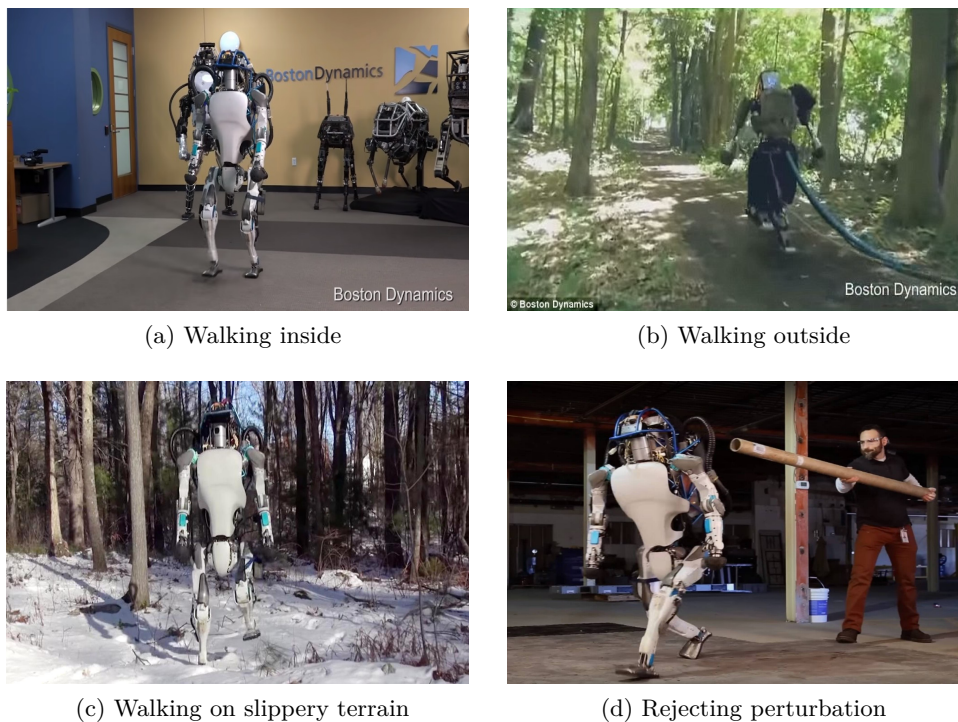 BostonDynamics
Boston Dynamics
(a) Walking inside
© Boston Dynamics
Boston Dynamics
(b) Walking outside
(c) Walking on slippery terrain
(d) Rejecting perturbation